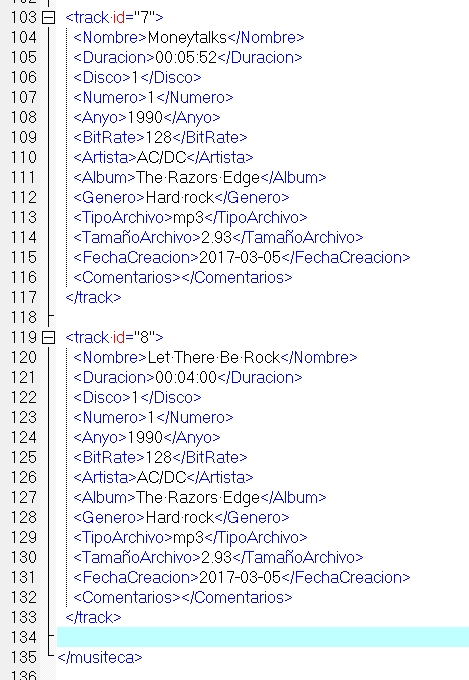 103 <track id="7">
104 <Nombre>Moneytalks</Nombre>
105 <Duracion>00:05:52</Duracion>
106 <Disco>1</Disco>
107 <Numero>1</Numero>
108 <Anyo>1990</Anyo>
109 <BitRate>128</BitRate>
110 <Artista>AC/DC</Artista>
111 <Album>The Razors Edge</Album>
112 <Genero>Hard rock</Genero>
113 <TipoArchivo>mp3</TipoArchivo>
114 <TamañoArchivo>2.93</TamañoArchivo>
115 <FechaCreacion>2017-03-05</FechaCreacion>
116 <Comentarios></Comentarios>
117 </track>
118
119 <track id="8">
120 <Nombre>Let There Be Rock</Nombre>
121 <Duracion>00:04:00</Duracion>
122 <Disco>1</Disco>
123 <Numero>1</Numero>
124 <Anyo>1990</Anyo>
125 <BitRate>128</BitRate>
126 <Artista>AC/DC</Artista>
127 <Album>The Razors Edge</Album>
128 <Genero>Hard rock</Genero>
129 <TipoArchivo>mp3</TipoArchivo>
130 <TamañoArchivo>2.93</TamañoArchivo>
131 <FechaCreacion>2017-03-05</FechaCreacion>
132 <Comentarios></Comentarios>
133 </track>
134
135 </musiteca>
136